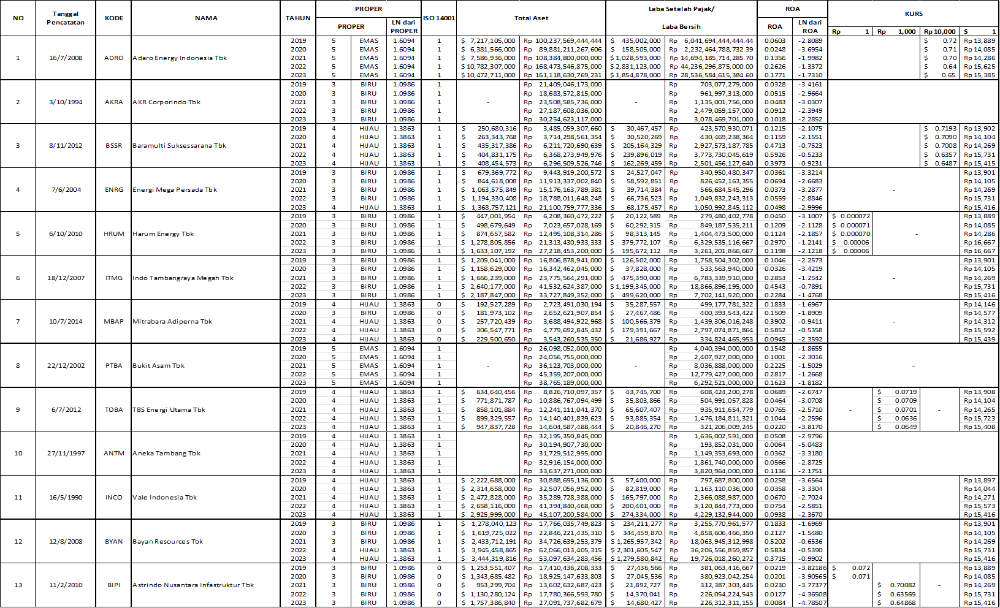 NO Tanggal Pencatatan KODE NAMA TAHUN PROPER ISO 14001 Total Aset Laba Setelah Pajak/ Laba Bersih ROA KURS
PROPER LN dari PROPER ROA LN dari ROA Rp 1 Rp 1,000 Rp 10,000 $ 1
1 16/7/2008 ADRO Adaro Energy Indonesia Tbk
2019 5 EMAS 1.6094 1 $ 7,217,105,000 Rp 100,237,569,444,444 $ 435,002,000 Rp 6,041,694,444,444.44 0.0603 -2.8089 $ 0.72 Rp 13,889
2020 5 EMAS 1.6094 1 $ 6,381,566,000 Rp 89,881,211,267,606 $ 158,505,000 Rp 2,232,464,788,732.39 0.0248 -3.6954 $ 0.71 Rp 14,085
2021 5 EMAS 1.6094 1 $ 7,586,936,000 Rp 108,384,800,000,000 $ 1,028,593,000 Rp 14,694,185,714,285.70 0.1356 -1.9982 $ 0.70 Rp 14,286
2022 5 EMAS 1.6094 1 $ 10,782,307,000 Rp 168,473,546,875,000 $ 2,831,123,000 Rp 44,236,296,875,000.00 0.2626 -1.3372 $ 0.64 Rp 15,625
2023 5 EMAS 1.6094 1 $ 10,472,711,000 Rp 161,118,630,769,231 $ 1,854,878,000 Rp 28,536,584,615,384.60 0.1771 -1.7310 $ 0.65 Rp 15,385
2 3/10/1994 AKRA AKR Corporindo Tbk - -
2019 3 BIRU 1.0986 1 Rp 21,409,046,173,000 Rp 703,077,279,000 0.0328 -3.4161
2020 3 BIRU 1.0986 1 Rp 18,683,572,815,000 Rp 961,997,313,000 0.0515 -2.9664
2021 3 BIRU 1.0986 1 Rp 23,508,585,736,000 Rp 1,135,001,756,000 0.0483 -3.0307
2022 3 BIRU 1.0986 1 Rp 27,187,608,036,000 Rp 2,479,059,157,000 0.0912 -2.3949
2023 3 BIRU 1.0986 1 Rp 30,254,623,117,000 Rp 3,078,469,701,000 0.1018 -2.2852
3 8/11/2012 BSSR Baramulti Suksessarana Tbk
2019 4 HIJAU 1.3863 1 $ 250,680,316 Rp 3,485,059,307,660 $ 30,467,457 Rp 423,570,930,071 0.1215 -2.1075 $ 0.7193 Rp 13,902
2020 4 HIJAU 1.3863 1 $ 263,343,768 Rp 3,714,298,561,354 $ 30,520,269 Rp 430,469,238,364 0.1159 -2.1551 $ 0.7090 Rp 14,104
2021 4 HIJAU 1.3863 1 $ 435,317,386 Rp 6,211,720,690,639 $ 205,164,329 Rp 2,927,573,187,785 0.4713 -0.7523 $ 0.7008 Rp 14,269
2022 4 HIJAU 1.3863 1 $ 404,831,175 Rp 6,368,273,949,976 $ 239,896,019 Rp 3,773,730,045,619 0.5926 -0.5233 $ 0.6357 Rp 15,731
2023 4 HIJAU 1.3863 1 $ 408,454,573 Rp 6,296,509,526,746 $ 162,269,459 Rp 2,501,456,127,640 0.3973 -0.9231 $ 0.6487 Rp 15,415
4 7/6/2004 ENRG Energi Mega Persada Tbk -
2019 3 BIRU 1.0986 1 $ 679,369,772 Rp 9,443,919,200,572 $ 24,527,047 Rp 340,950,480,347 0.0361 -3.3214 Rp 13,901
2020 3 BIRU 1.0986 1 $ 844,618,008 Rp 11,913,337,002,840 $ 58,592,851 Rp 826,452,163,355 0.0694 -2.6683 Rp 14,105
2021 3 BIRU 1.0986 1 $ 1,063,575,849 Rp 15,176,163,789,381 $ 39,714,384 Rp 566,684,545,296 0.0373 -3.2877 Rp 14,269
2022 3 BIRU 1.0986 1 $ 1,194,330,408 Rp 18,788,011,648,248 $ 66,736,523 Rp 1,049,832,243,313 0.0559 -2.8846 Rp 15,731
2023 4 HIJAU 1.3863 1 $ 1,368,757,121 Rp 21,100,759,777,336 $ 68,175,457 Rp 1,050,992,845,112 0.0498 -2.9996 Rp 15,416
5 6/10/2010 HRUM Harum Energy Tbk -
2019 3 BIRU 1.0986 1 $ 447,001,954 Rp 6,208,360,472,222 $ 20,122,589 Rp 279,480,402,778 0.0450 -3.1007 $ 0.000072 Rp 13,889
2020 3 BIRU 1.0986 1 $ 498,679,649 Rp 7,023,657,028,169 $ 60,292,315 Rp 849,187,535,211 0.1209 -2.1128 $ 0.000071 Rp 14,085
2021 3 BIRU 1.0986 1 $ 874,657,582 Rp 12,495,108,314,286 $ 98,313,145 Rp 1,404,473,500,000 0.1124 -2.1857 $ 0.000070 Rp 14,286
2022 3 BIRU 1.0986 1 $ 1,278,805,856 Rp 21,313,430,933,333 $ 379,772,107 Rp 6,329,535,116,667 0.2970 -1.2141 $ 0.00006 Rp 16,667
2023 3 BIRU 1.0986 1 $ 1,633,107,192 Rp 27,218,453,200,000 $ 195,672,112 Rp 3,261,201,866,667 0.1198 -2.1218 $ 0.00006 Rp 16,667
6 18/12/2007 ITMG Indo Tambangraya Megah Tbk -
2019 3 BIRU 1.0986 1 $ 1,209,041,000 Rp 16,806,878,941,000 $ 126,502,000 Rp 1,758,504,302,000 0.1046 -2.2573 Rp 13,901
2020 3 BIRU 1.0986 1 $ 1,158,629,000 Rp 16,342,462,045,000 $ 37,828,000 Rp 533,563,940,000 0.0326 -3.4219 Rp 14,105
2021 3 BIRU 1.0986 1 $ 1,666,239,000 Rp 23,775,564,291,000 $ 475,390,000 Rp 6,783,339,910,000 0.2853 -1.2542 Rp 14,269
2022 3 BIRU 1.0986 1 $ 2,640,177,000 Rp 41,532,624,387,000 $ 1,199,345,000 Rp 18,866,896,195,000 0.4543 -0.7891 Rp 15,731
2023 3 BIRU 1.0986 1 $ 2,187,847,000 Rp 33,727,849,352,000 $ 499,620,000 Rp 7,702,141,920,000 0.2284 -1.4768 Rp 15,416
7 10/7/2014 MBAP Mitrabara Adiperna Tbk -
2019 4 HIJAU 1.3863 0 $ 192,527,289 Rp 2,723,491,030,194 $ 35,287,557 Rp 499,177,781,322 0.1833 -1.6967 Rp 14,146
2020 3 BIRU 1.0986 0 $ 181,973,102 Rp 2,652,621,907,854 $ 27,467,486 Rp 400,393,543,422 0.1509 -1.8909 Rp 14,577
2021 4 HIJAU 1.3863 0 $ 257,720,439 Rp 3,688,494,922,968 $ 100,566,379 Rp 1,439,306,016,248 0.3902 -0.9411 Rp 14,312
2022 4 HIJAU 1.3863 0 $ 306,547,771 Rp 4,779,692,845,432 $ 179,391,667 Rp 2,797,074,871,864 0.5852 -0.5358 Rp 15,592
2023 4 HIJAU 1.3863 0 $ 229,500,650 Rp 3,543,260,535,350 $ 21,686,927 Rp 334,824,465,953 0.0945 -2.3592 Rp 15,439
8 22/12/2002 PTBA Bukit Asam Tbk - - -
2019 5 EMAS 1.6094 1 Rp 26,098,052,000,000 Rp 4,040,394,000,000 0.1548 -1.8655
2020 5 EMAS 1.6094 1 Rp 24,056,755,000,000 Rp 2,407,927,000,000 0.1001 -2.3016
2021 5 EMAS 1.6094 1 Rp 36,123,703,000,000 Rp 8,036,888,000,000 0.2225 -1.5029
2022 5 EMAS 1.6094 1 Rp 45,359,207,000,000 Rp 12,779,427,000,000 0.2817 -1.2668
2023 5 EMAS 1.6094 1 Rp 38,765,189,000,000 Rp 6,292,521,000,000 0.1623 -1.8182
9 6/7/2012 TOBA TBS Energi Utama Tbk - -
2019 4 HIJAU 1.3863 1 $ 634,640,456 Rp 8,826,710,097,357 $ 43,745,700 Rp 608,424,200,278 0.0689 -2.6747 $ 0.0719 Rp 13,908
2020 4 HIJAU 1.3863 1 $ 771,871,787 Rp 10,886,767,094,499 $ 35,803,866 Rp 504,991,057,828 0.0464 -3.0708 $ 0.0709 Rp 14,104
2021 4 HIJAU 1.3863 1 $ 858,101,884 Rp 12,241,111,041,370 $ 65,607,407 Rp 935,911,654,779 0.0765 -2.5710 $ 0.0701 Rp 14,265
2022 4 HIJAU 1.3863 1 $ 899,329,557 Rp 14,140,401,839,623 $ 93,885,354 Rp 1,476,184,811,321 0.1044 -2.2596 $ 0.0636 Rp 15,723
2023 4 HIJAU 1.3863 1 $ 947,837,728 Rp 14,604,587,488,444 $ 20,846,270 Rp 321,206,009,245 0.0220 -3.8170 $ 0.0649 Rp 15,408
10 27/11/1997 ANTM Aneka Tambang Tbk
2019 4 HIJAU 1.3863 1 Rp 32,195,350,845,000 Rp 1,636,002,591,000 0.0508 -2.9796
2020 4 HIJAU 1.3863 1 Rp 30,194,907,730,000 Rp 193,852,031,000 0.0064 -5.0483
2021 4 HIJAU 1.3863 1 Rp 31,729,512,995,000 Rp 1,149,353,693,000 0.0362 -3.3180
2022 4 HIJAU 1.3863 1 Rp 32,916,154,000,000 Rp 1,861,740,000,000 0.0566 -2.8725
2023 4 HIJAU 1.3863 1 Rp 33,637,271,000,000 Rp 3,820,964,000,000 0.1136 -2.1751
11 16/5/1990 INCO Vale Indonesia Tbk
2019 4 HIJAU 1.3863 1 $ 2,222,688,000 Rp 30,888,695,136,000 $ 57,400,000 Rp 797,687,800,000 0.0258 -3.6564 Rp 13,897
2020 4 HIJAU 1.3863 1 $ 2,314,658,000 Rp 32,507,056,952,000 $ 82,819,000 Rp 1,163,110,036,000 0.0358 -3.3304 Rp 14,044
2021 4 HIJAU 1.3863 1 $ 2,472,828,000 Rp 35,289,728,388,000 $ 165,797,000 Rp 2,366,088,987,000 0.0670 -2.7024 Rp 14,271
2022 4 HIJAU 1.3863 1 $ 2,658,116,000 Rp 41,394,840,468,000 $ 200,401,000 Rp 3,120,844,773,000 0.0754 -2.5851 Rp 15,573
2023 4 HIJAU 1.3863 1 $ 2,925,999,000 Rp 45,107,200,584,000 $ 274,334,000 Rp 4,229,132,944,000 0.0938 -2.3670 Rp 15,416
12 12/8/2008 BYAN Bayan Resources Tbk
2019 3 BIRU 1.0986 1 $ 1,278,040,123 Rp 17,766,035,749,823 $ 234,211,277 Rp 3,255,770,961,577 0.1833 -1.6969 Rp 13,901
2020 3 BIRU 1.0986 1 $ 1,619,725,022 Rp 22,846,221,435,310 $ 344,459,870 Rp 4,858,606,466,350 0.2127 -1.5480 Rp 14,105
2021 3 BIRU 1.0986 1 $ 2,433,712,191 Rp 34,726,639,253,379 $ 1,265,957,342 Rp 18,063,945,312,998 0.5202 -0.6536 Rp 14,269
2022 4 HIJAU 1.3863 1 $ 3,945,458,865 Rp 62,066,013,405,315 $ 2,301,605,547 Rp 36,206,556,859,857 0.5834 -0.5390 Rp 15,731
2023 4 HIJAU 1.3863 1 $ 3,444,319,816 Rp 53,097,634,283,456 $ 1,279,580,842 Rp 19,726,018,260,272 0.3715 -0.9902 Rp 15,416
13 11/2/2010 BIPI Astrindo Nusantara Infastruktur Tbk -
2019 3 BIRU 1.0986 0 $ 1,253,551,407 Rp 17,410,436,208,333 $ 27,436,566 Rp 381,063,416,667 0.0219 -3.82186 $ 0.072 Rp 13,889
2020 3 BIRU 1.0986 0 $ 1,343,685,482 Rp 18,925,147,633,803 $ 27,045,536 Rp 380,923,042,254 0.0201 -3.90565 $ 0.071 Rp 14,085
2021 3 BIRU 1.0986 0 $ 953,299,704 Rp 13,602,632,687,423 $ 21,892,727 Rp 312,387,303,445 0.0230 -3.77377 $ 0.70082 Rp 14,269
2022 3 BIRU 1.0986 0 $ 1,130,280,124 Rp 17,780,366,593,780 $ 14,370,041 Rp 226,054,224,543 0.0127 -4.36508 $ 0.63569 Rp 15,731
2023 3 BIRU 1.0986 0 $ 1,757,386,840 Rp 27,091,737,682,679 $ 14,680,427 Rp 226,312,311,155 0.0084 -4.78507 $ 0.64868 Rp 15,416